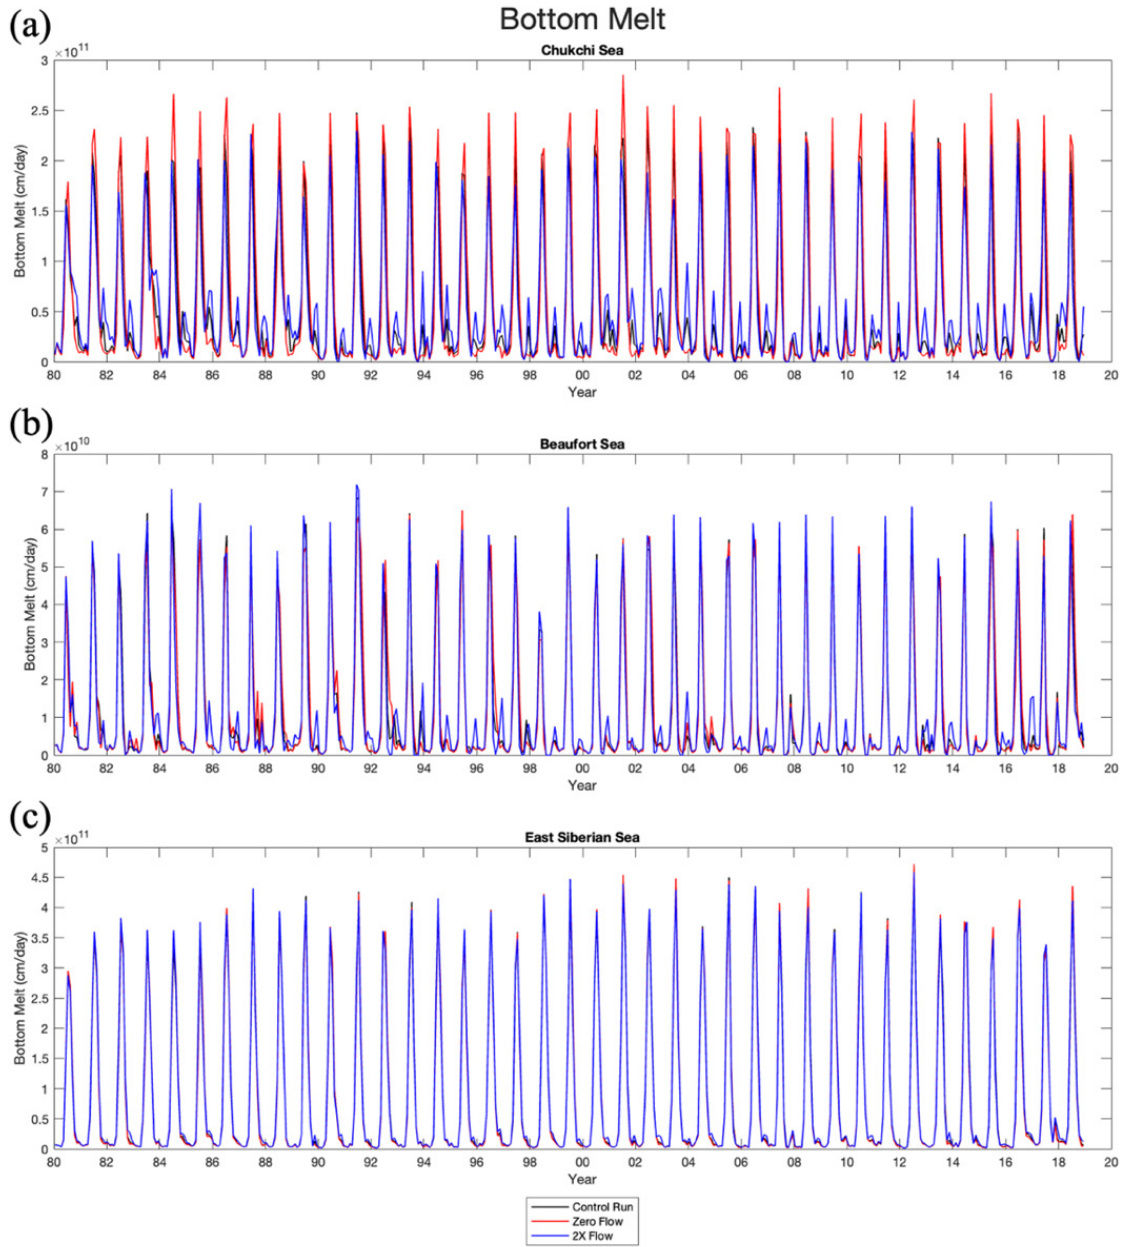 Bottom Melt
(a)
Chukchi Sea
×10¹¹
3
2.5
2
1.5
1
0.5
0
Bottom Melt (cm/day)
80 82 84 86 88 90 92 94 96 98 00 02 04 06 08 10 12 14 16 18 20
Year
(b)
Beaufort Sea
×10¹⁰
8
7
6
5
4
3
2
1
0
Bottom Melt (cm/day)
80 82 84 86 88 90 92 94 96 98 00 02 04 06 08 10 12 14 16 18 20
Year
(c)
East Siberian Sea
×10¹¹
5
4.5
4
3.5
3
2.5
2
1.5
1
0.5
0
Bottom Melt (cm/day)
80 82 84 86 88 90 92 94 96 98 00 02 04 06 08 10 12 14 16 18 20
Year
Control Run
Zero Flow
2X Flow